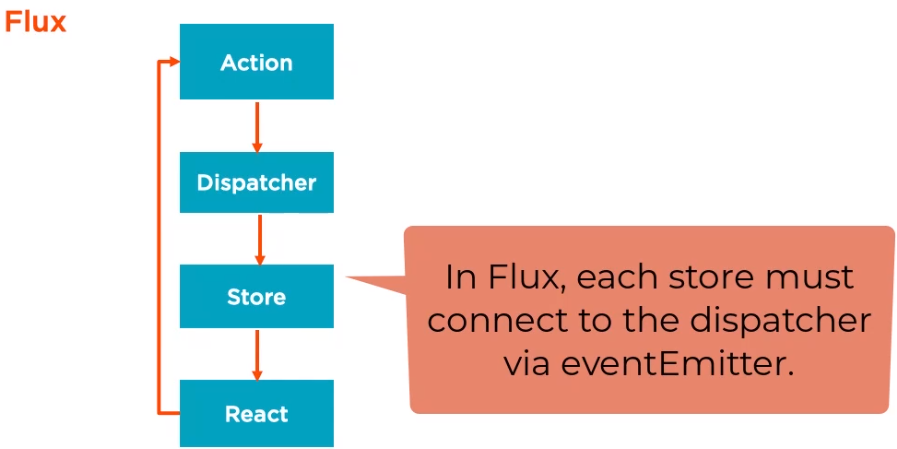 Flux
Action
Dispatcher
Store
In Flux, each store must
connect to the dispatcher
via eventEmitter.
React